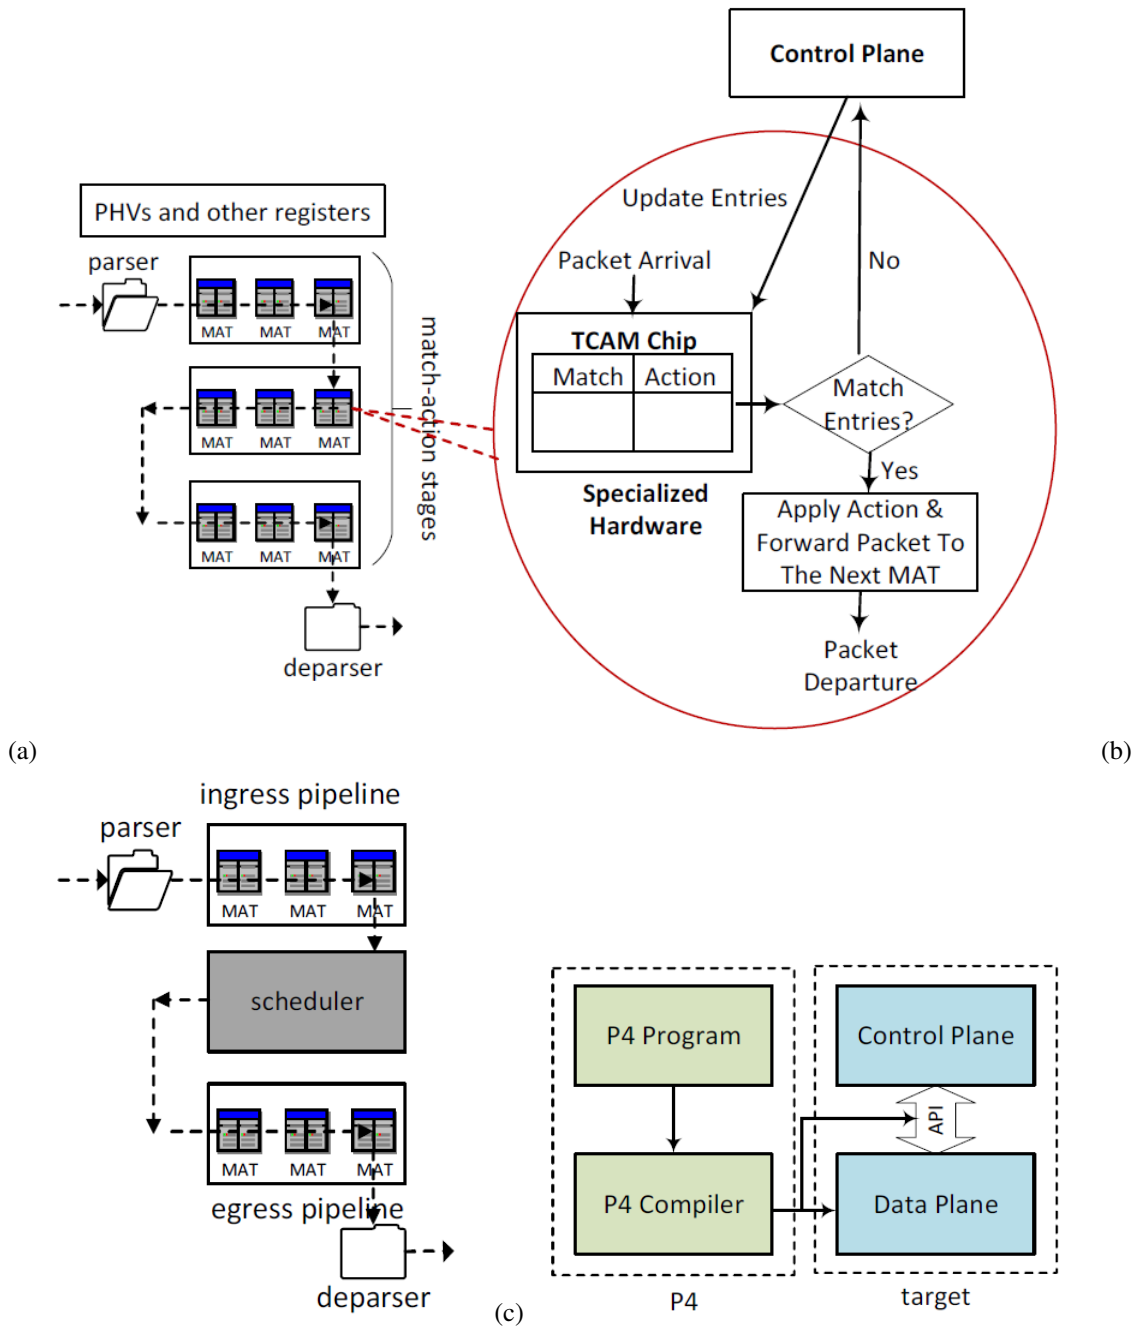 Control Plane
PHVs and other registers
Update Entries
parser
Packet Arrival
No
MAT MAT MAT
TCAM Chip
Match Action
match-action stages
Match
Entries?
MAT MAT MAT
Yes
Specialized
Hardware
Apply Action &
Forward Packet To
The Next MAT
MAT MAT MAT
Packet
Departure
deparser
(a)
(b)
ingress pipeline
parser
MAT MAT MAT
scheduler
MAT MAT MAT
egress pipeline
deparser
(c)
P4 Program
Control Plane
API
P4 Compiler
Data Plane
P4
target